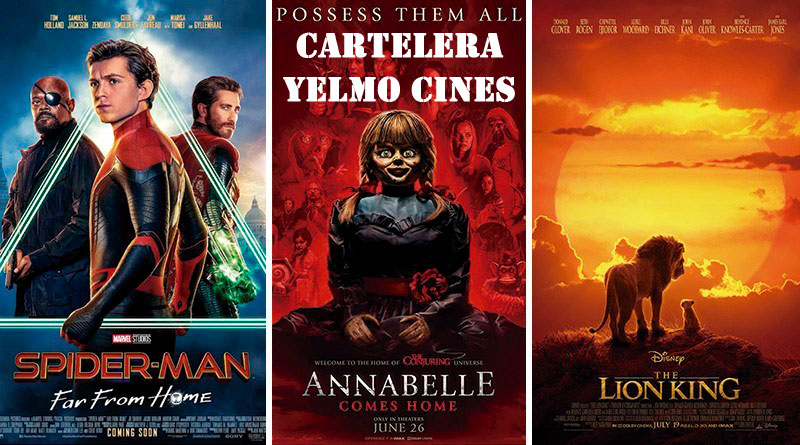 TOM HOLLAND SAMUEL L. JACKSON ZENDAYA COBIE SMULDERS JON FAVREAU MARISA TOMEI JAKE GYLLENHAAL
MARVEL STUDIOS
SPIDER-MAN
Far From Home
COMING SOON
SONY
POSSESS THEM ALL
CARTELERA
YELMO CINES
WELCOME TO THE HOME OF THE CONJURING UNIVERSE
ANNABELLE
COMES HOME
ONLY IN THEATERS
JUNE 26
DONALD GLOVER SETH ROGEN CHIWETEL EJIOFOR ALFRE WOODARD BILLY EICHNER JOHN KANI JOHN OLIVER BEYONCÉ KNOWLES-CARTER JAMES EARL JONES
Disney
THE
LION KING
JULY 19